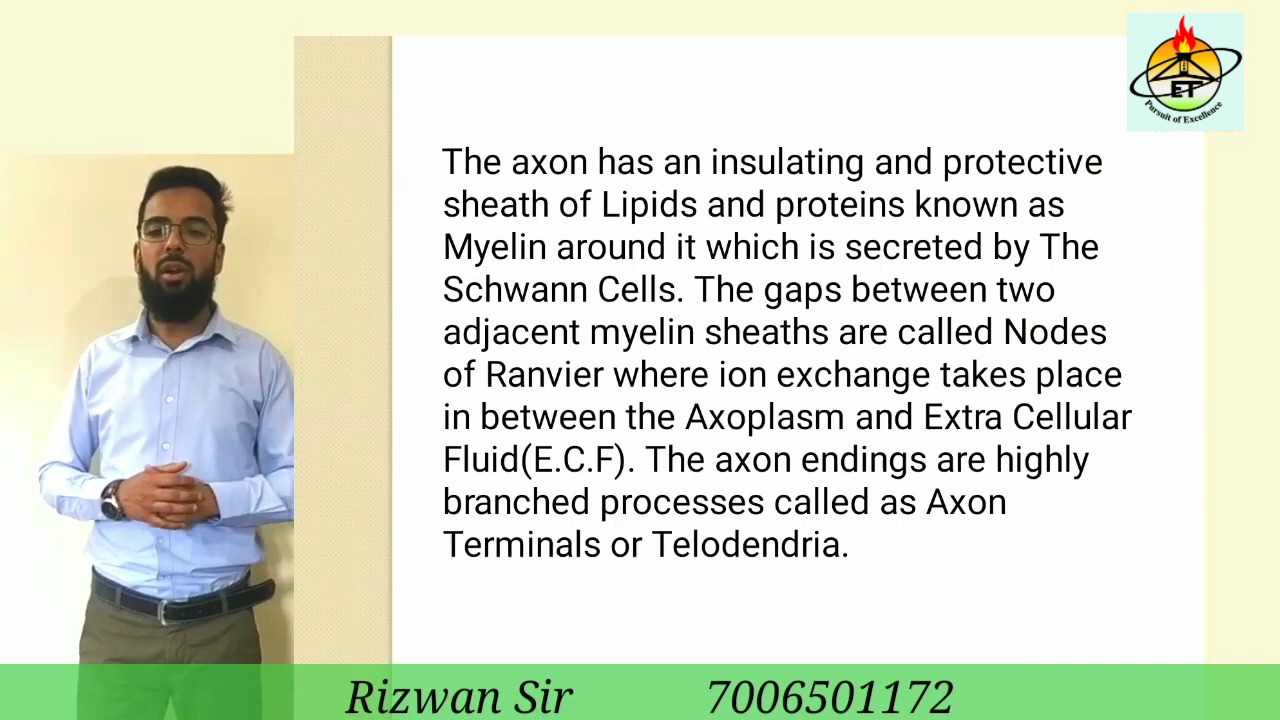 ET
Pursuit of Excellence
The axon has an insulating and protective
sheath of Lipids and proteins known as
Myelin around it which is secreted by The
Schwann Cells. The gaps between two
adjacent myelin sheaths are called Nodes
of Ranvier where ion exchange takes place
in between the Axoplasm and Extra Cellular
Fluid(E.C.F). The axon endings are highly
branched processes called as Axon
Terminals or Telodendria.
Rizwan Sir 7006501172